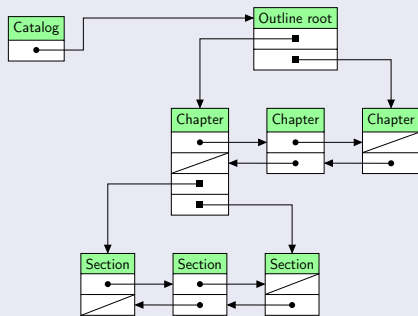 Outline root
Catalog
Chapter Chapter Chapter
Section Section Section